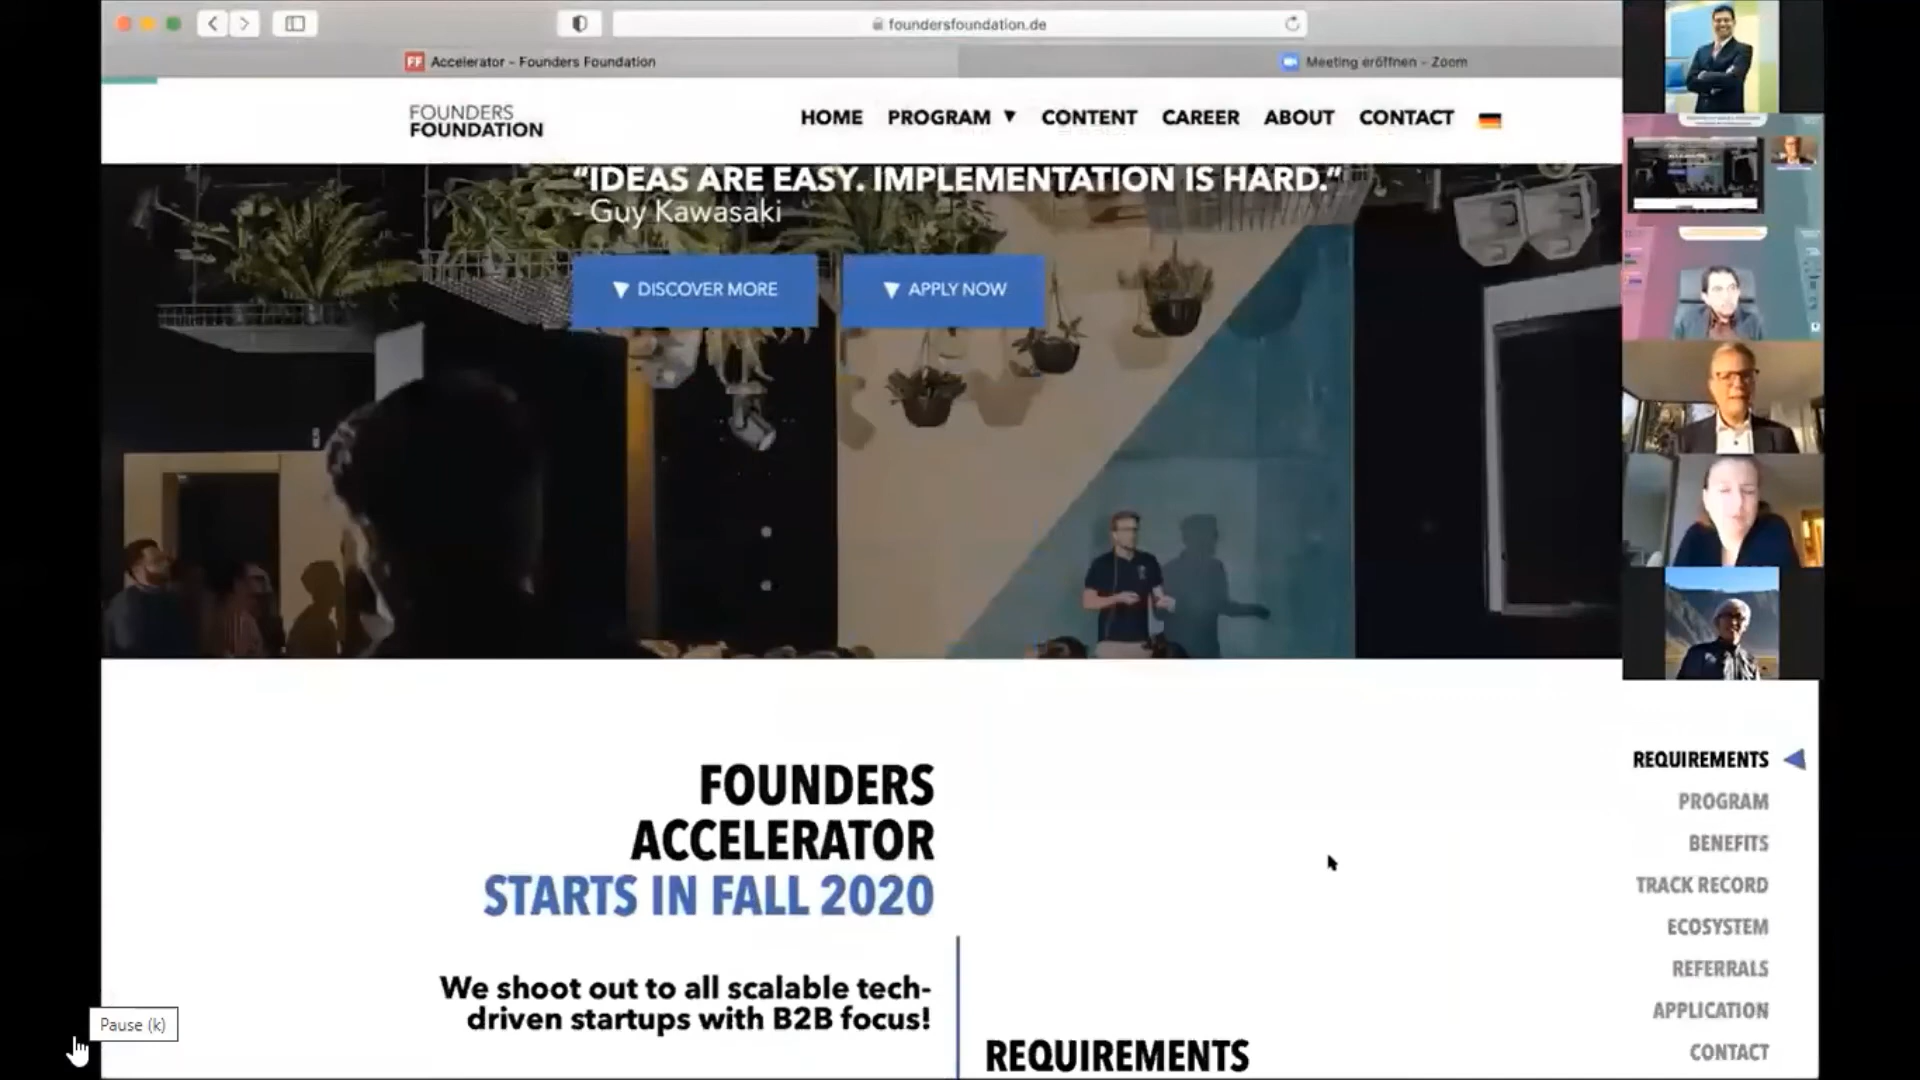 foundersfoundation.de
FF Accelerator - Founders Foundation
Meeting eröffnen - Zoom
FOUNDERS
FOUNDATION
HOME PROGRAM ▼ CONTENT CAREER ABOUT CONTACT
“IDEAS ARE EASY. IMPLEMENTATION IS HARD.“
- Guy Kawasaki
DISCOVER MORE
APPLY NOW
FOUNDERS
ACCELERATOR
STARTS IN FALL 2020
We shoot out to all scalable tech-
driven startups with B2B focus!
REQUIREMENTS
REQUIREMENTS
PROGRAM
BENEFITS
TRACK RECORD
ECOSYSTEM
REFERRALS
APPLICATION
CONTACT
Pause (k)